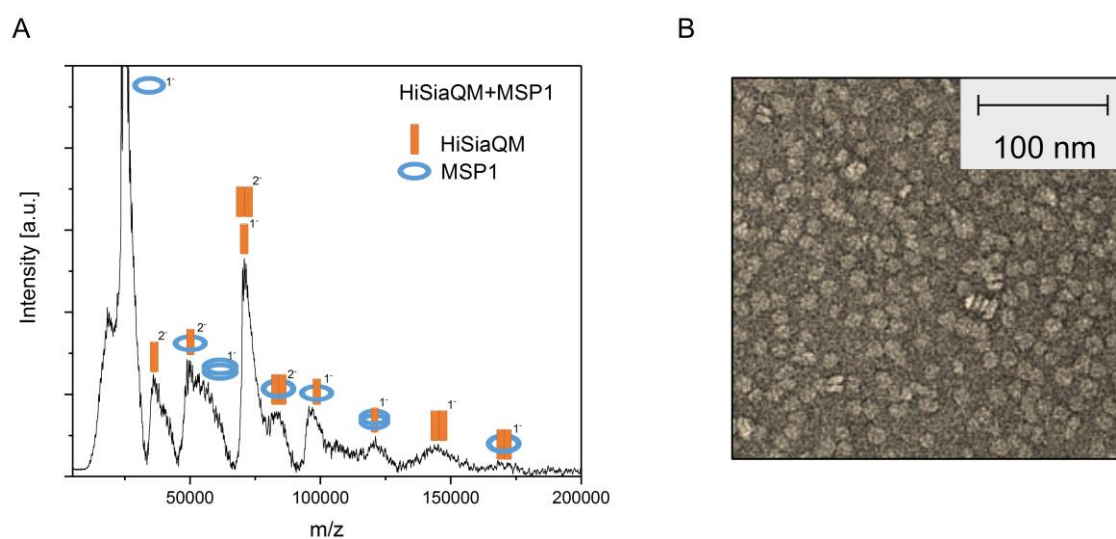 A
B
1-
HiSiaQM+MSP1
HiSiaQM
MSP1
100 nm
2-
1-
2-
2-
1-
2-
1-
1-
1-
1-
Intensity [a.u.]
50000 100000 150000 200000
m/z